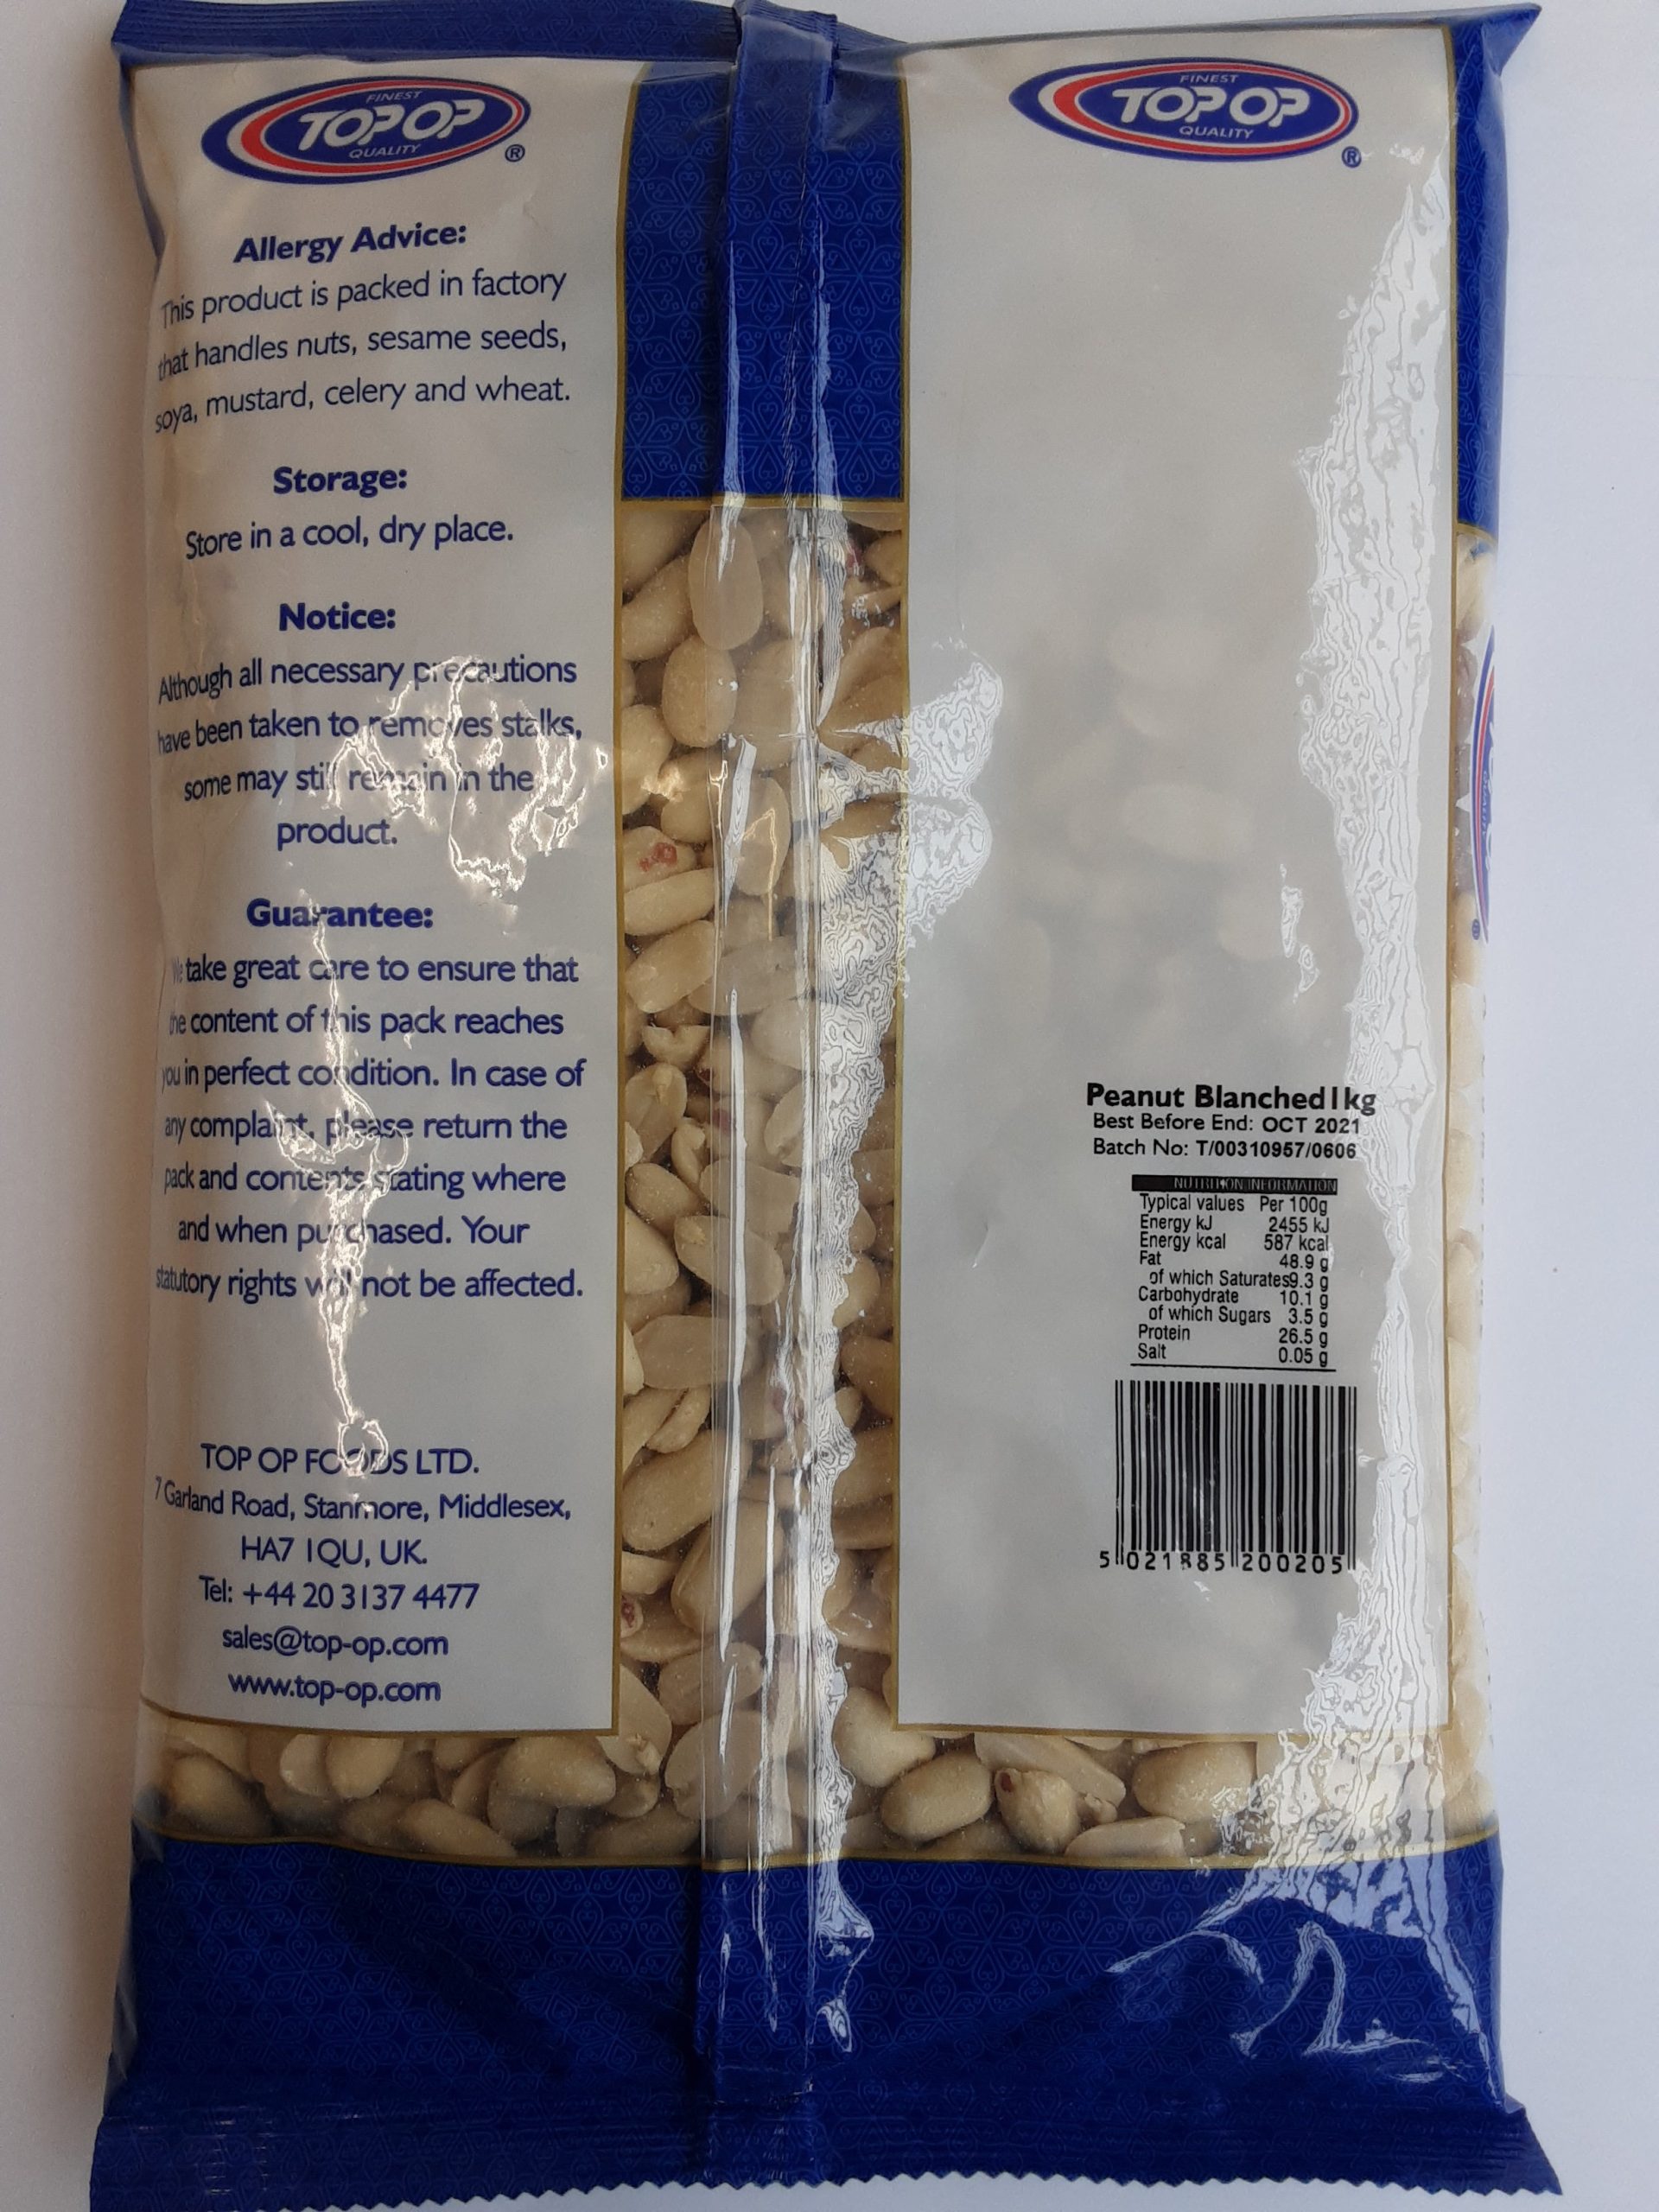 FINEST
TOP OP
QUALITY
®
Allergy Advice:
This product is packed in factory
that handles nuts, sesame seeds,
soya, mustard, celery and wheat.
Storage:
Store in a cool, dry place.
Notice:
Although all necessary precautions
have been taken to removes stalks,
some may still remain in the
product.
Guarantee:
We take great care to ensure that
the content of this pack reaches
you in perfect condition. In case of
any complaint, please return the
pack and contents stating where
and when purchased. Your
statutory rights will not be affected.
TOP OP FOODS LTD.
7 Garland Road, Stanmore, Middlesex,
HA7 1QU, UK.
Tel: +44 20 3137 4477
sales@top-op.com
www.top-op.com
FINEST
TOP OP
QUALITY
®
Peanut Blanched 1kg
Best Before End: OCT 2021
Batch No: T/00310957/0606
NUTRITION INFORMATION
Typical values Per 100g
Energy kJ 2455 kJ
Energy kcal 587 kcal
Fat 48.9 g
of which Saturates 9.3 g
Carbohydrate 10.1 g
of which Sugars 3.5 g
Protein 26.5 g
Salt 0.05 g
5 021885 200205